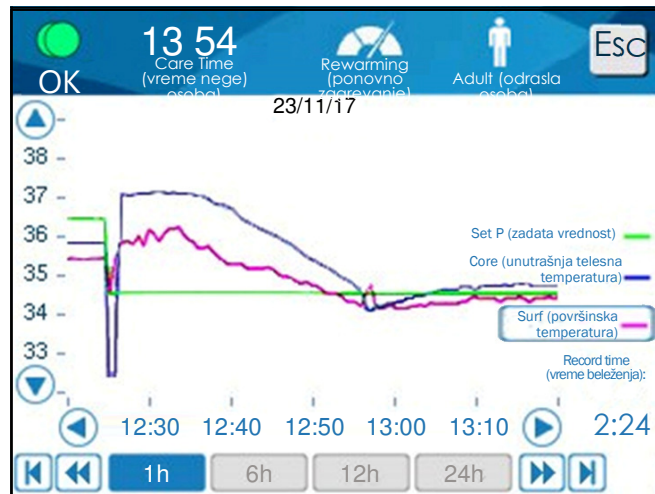 OK
13 54
Care Time
(vreme nege)
osoba)
Rewarming
(ponovno
zagrevanje)
Adult (odrasla
osoba)
Esc
23/11/17
38
37
36
35
34
33
Set P (zadata vrednost)
Core (unutrašnja telesna
temperatura)
Surf (površinska
temperatura)
Record time
(vreme beleženja):
12:30 12:40 12:50 13:00 13:10 2:24
1h 6h 12h 24h